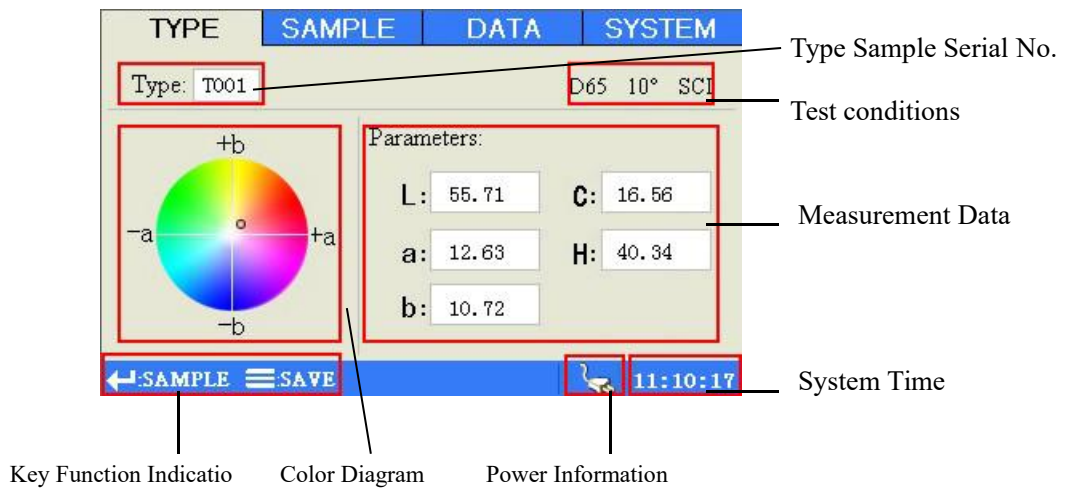 TYPE SAMPLE DATA SYSTEM
Type: T001 D65 10° SCI
Type Sample Serial No.
Test conditions
+b
-a +a
-b
Parameters:
L: 55.71 C: 16.56
a: 12.63 H: 40.34
b: 10.72
Measurement Data
:SAMPLE :SAVE 11:10:17
System Time
Key Function Indicatio Color Diagram Power Information